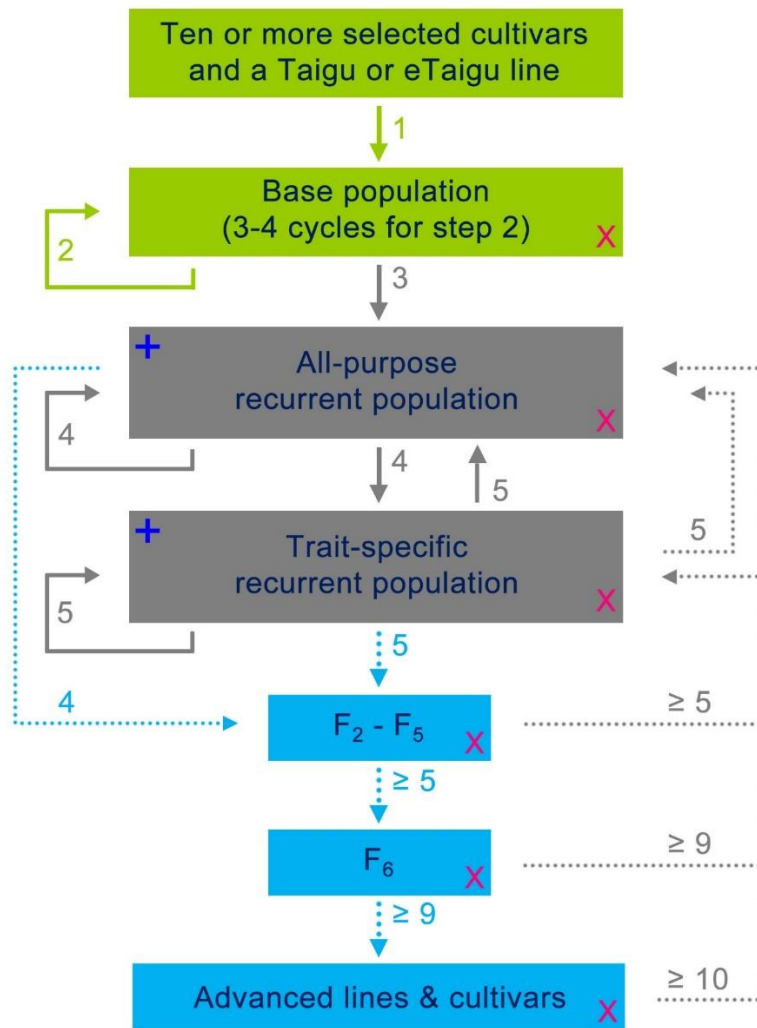 Ten or more selected cultivars
and a Taigu or eTaigu line
1
Base population
(3-4 cycles for step 2)
X
2
3
+
All-purpose
recurrent population
X
4
4
5
+
Trait-specific
recurrent population
X
5
5
5
4
F₂ - F₅
X
≥ 5
≥ 5
F₆
X
≥ 9
≥ 9
Advanced lines & cultivars
X
≥ 10